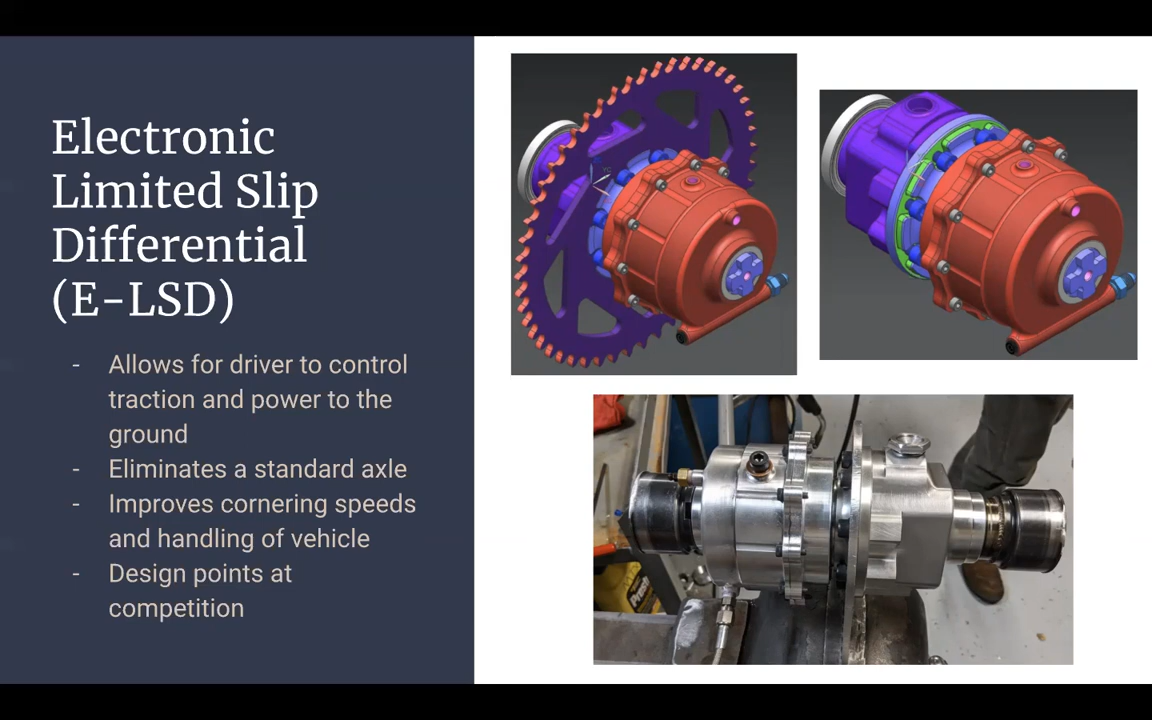 Electronic
Limited Slip
Differential
(E-LSD)
- Allows for driver to control
traction and power to the
ground
- Eliminates a standard axle
- Improves cornering speeds
and handling of vehicle
- Design points at
competition